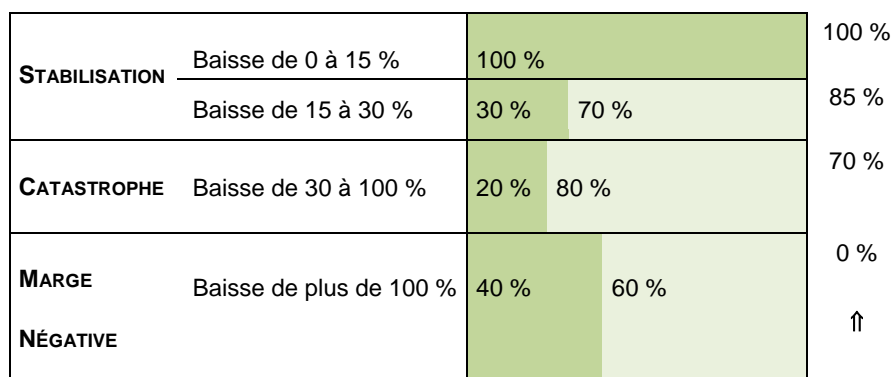 100 %
STABILISATION
Baisse de 0 à 15 % 100 %
Baisse de 15 à 30 % 30 % 70 %
85 %
CATASTROPHE Baisse de 30 à 100 % 20 % 80 %
70 %
0 %
MARGE
NÉGATIVE
Baisse de plus de 100 % 40 % 60 %
⇑